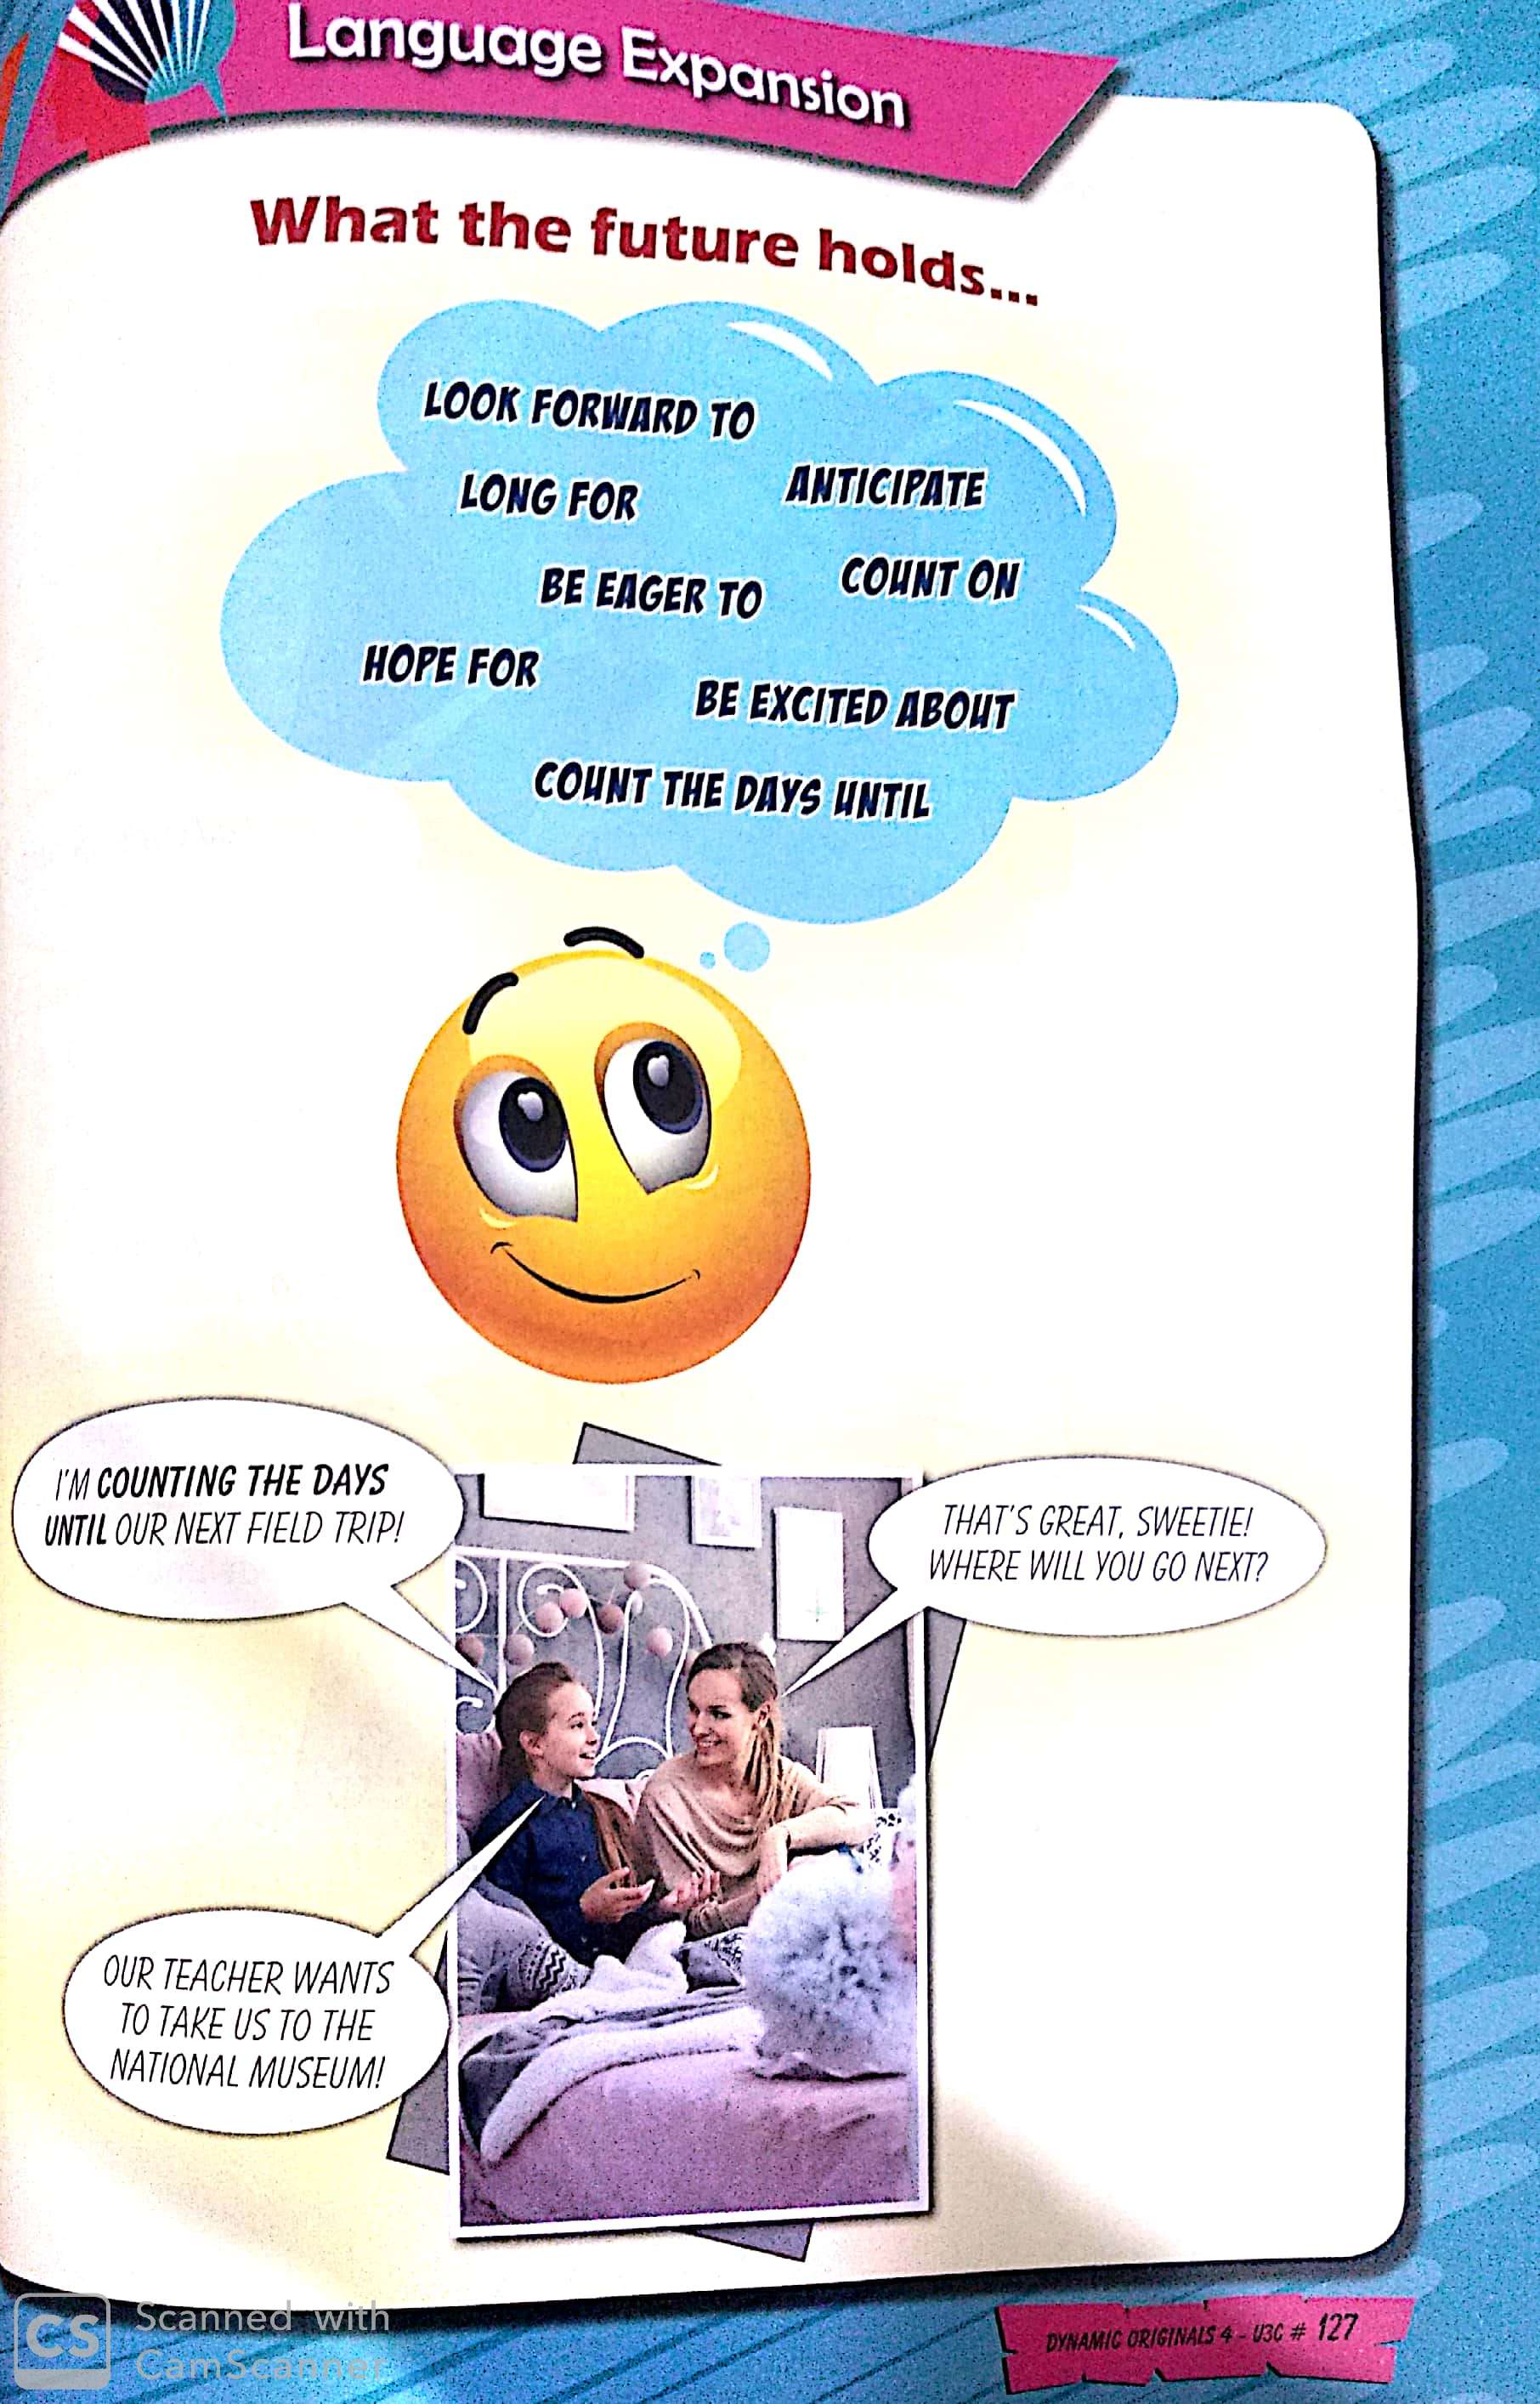 Language Expansion
What the future holds...
LOOK FORWARD TO
LONG FOR
ANTICIPATE
BE EAGER TO
COUNT ON
HOPE FOR
BE EXCITED ABOUT
COUNT THE DAYS UNTIL
I'M COUNTING THE DAYS
UNTIL OUR NEXT FIELD TRIP!
THAT'S GREAT, SWEETIE!
WHERE WILL YOU GO NEXT?
OUR TEACHER WANTS
TO TAKE US TO THE
NATIONAL MUSEUM!
DYNAMIC ORIGINALS 4 - U3C # 127
CS
Scanned with
CamScanner